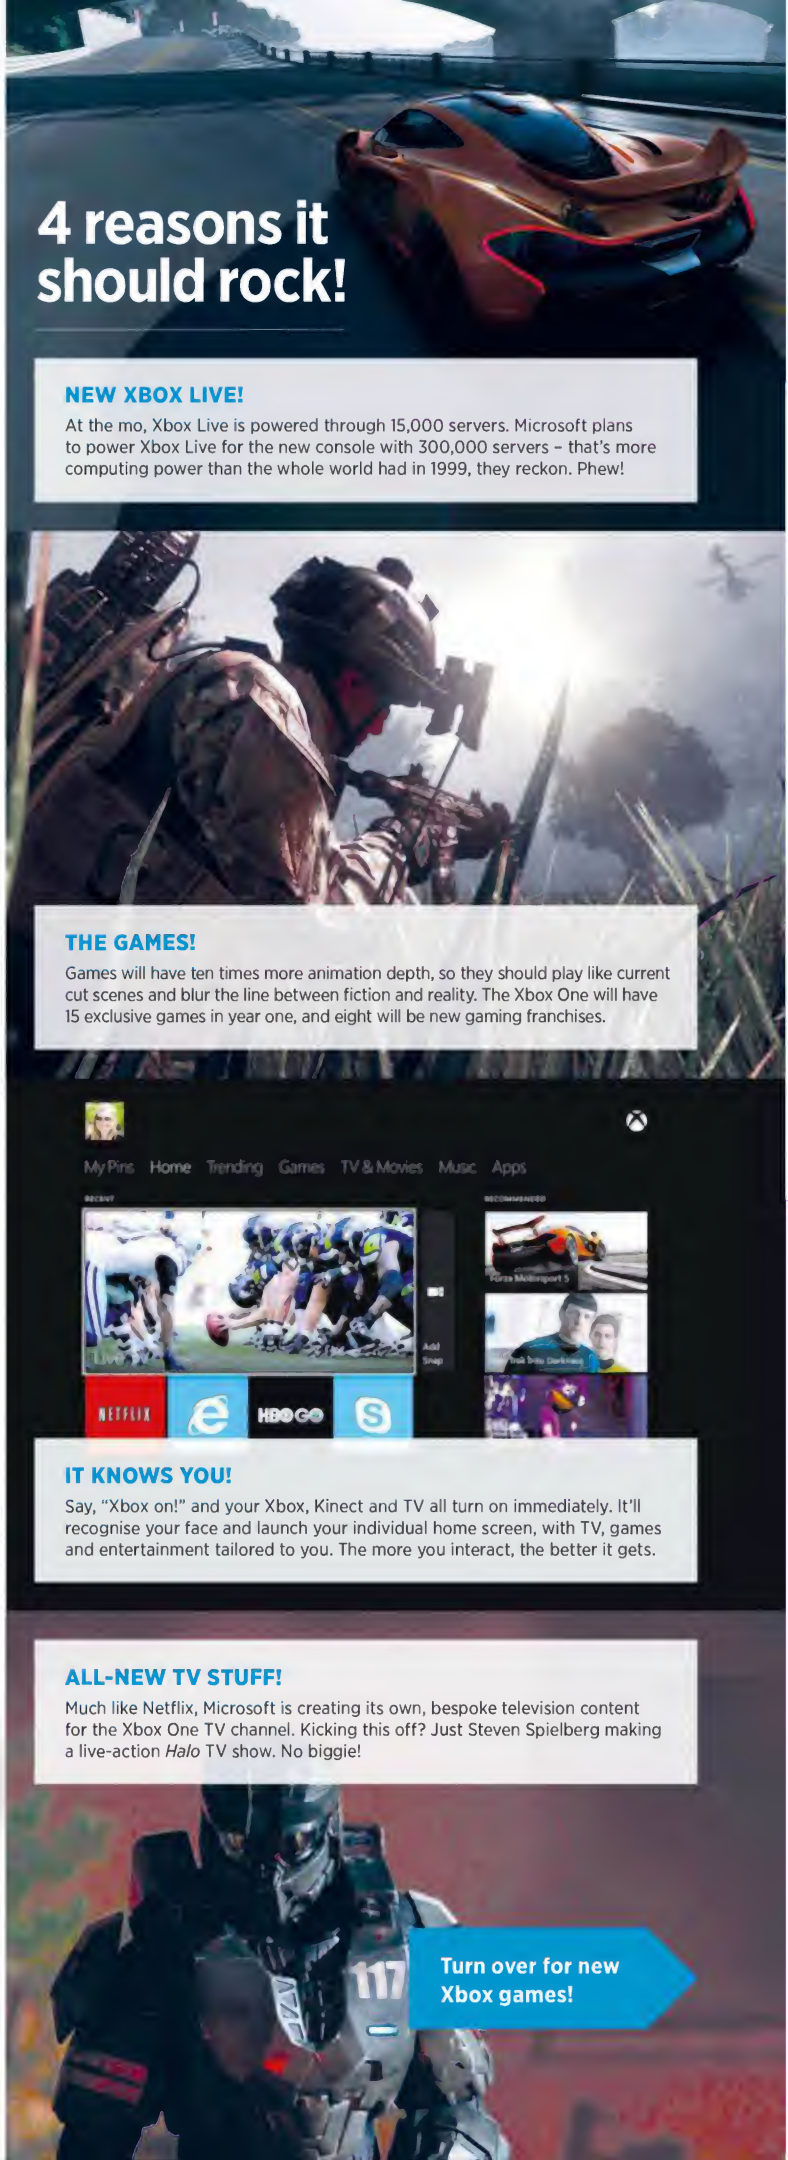 4 reasons it
should rock!
NEW XBOX LIVE!
At the mo, Xbox Live is powered through 15,000 servers. Microsoft plans
to power Xbox Live for the new console with 300,000 servers – that's more
computing power than the whole world had in 1999, they reckon. Phew!
THE GAMES!
Games will have ten times more animation depth, so they should play like current
cut scenes and blur the line between fiction and reality. The Xbox One will have
15 exclusive games in year one, and eight will be new gaming franchises.
My Pins Home Trending Games TV & Movies Music Apps
RECENT
RECOMMENDED
Forza Motorsport 5
Live
Add
Snap
Trek Into Darkness
NETFLIX
HBO GO
IT KNOWS YOU!
Say, “Xbox on!” and your Xbox, Kinect and TV all turn on immediately. It'll
recognise your face and launch your individual home screen, with TV, games
and entertainment tailored to you. The more you interact, the better it gets.
ALL-NEW TV STUFF!
Much like Netflix, Microsoft is creating its own, bespoke television content
for the Xbox One TV channel. Kicking this off? Just Steven Spielberg making
a live-action Halo TV show. No biggie!
117
Turn over for new
Xbox games!